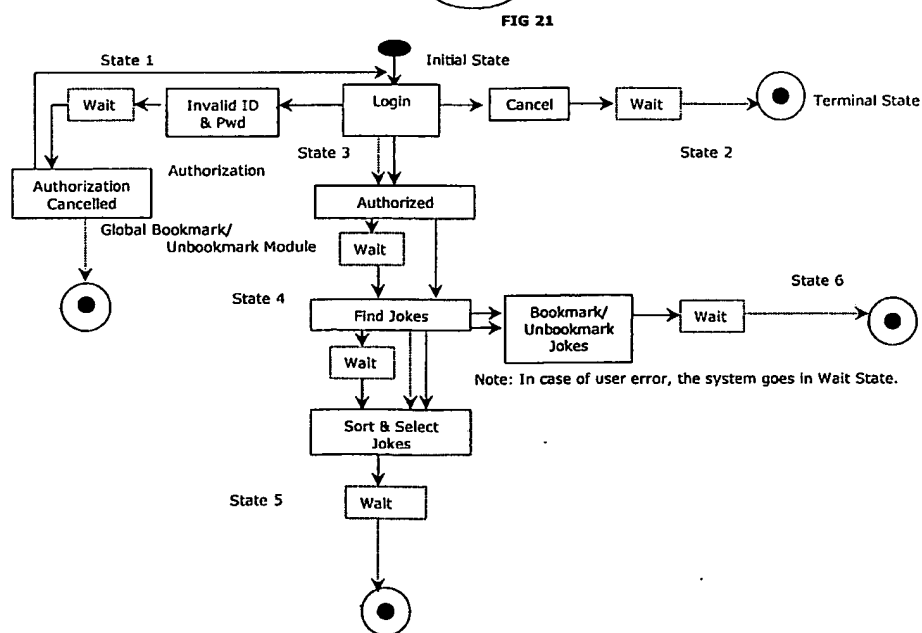 FIG 21
State 1
Initial State
Wait
Invalid ID
& Pwd
Login
Cancel
Wait
Terminal State
State 3
State 2
Authorization
Authorization
Cancelled
Authorized
Global Bookmark/
Unbookmark Module
Wait
State 4
Find Jokes
Bookmark/
Unbookmark
Jokes
Wait
State 6
Wait
Note: In case of user error, the system goes in Wait State.
Sort & Select
Jokes
State 5
Wait